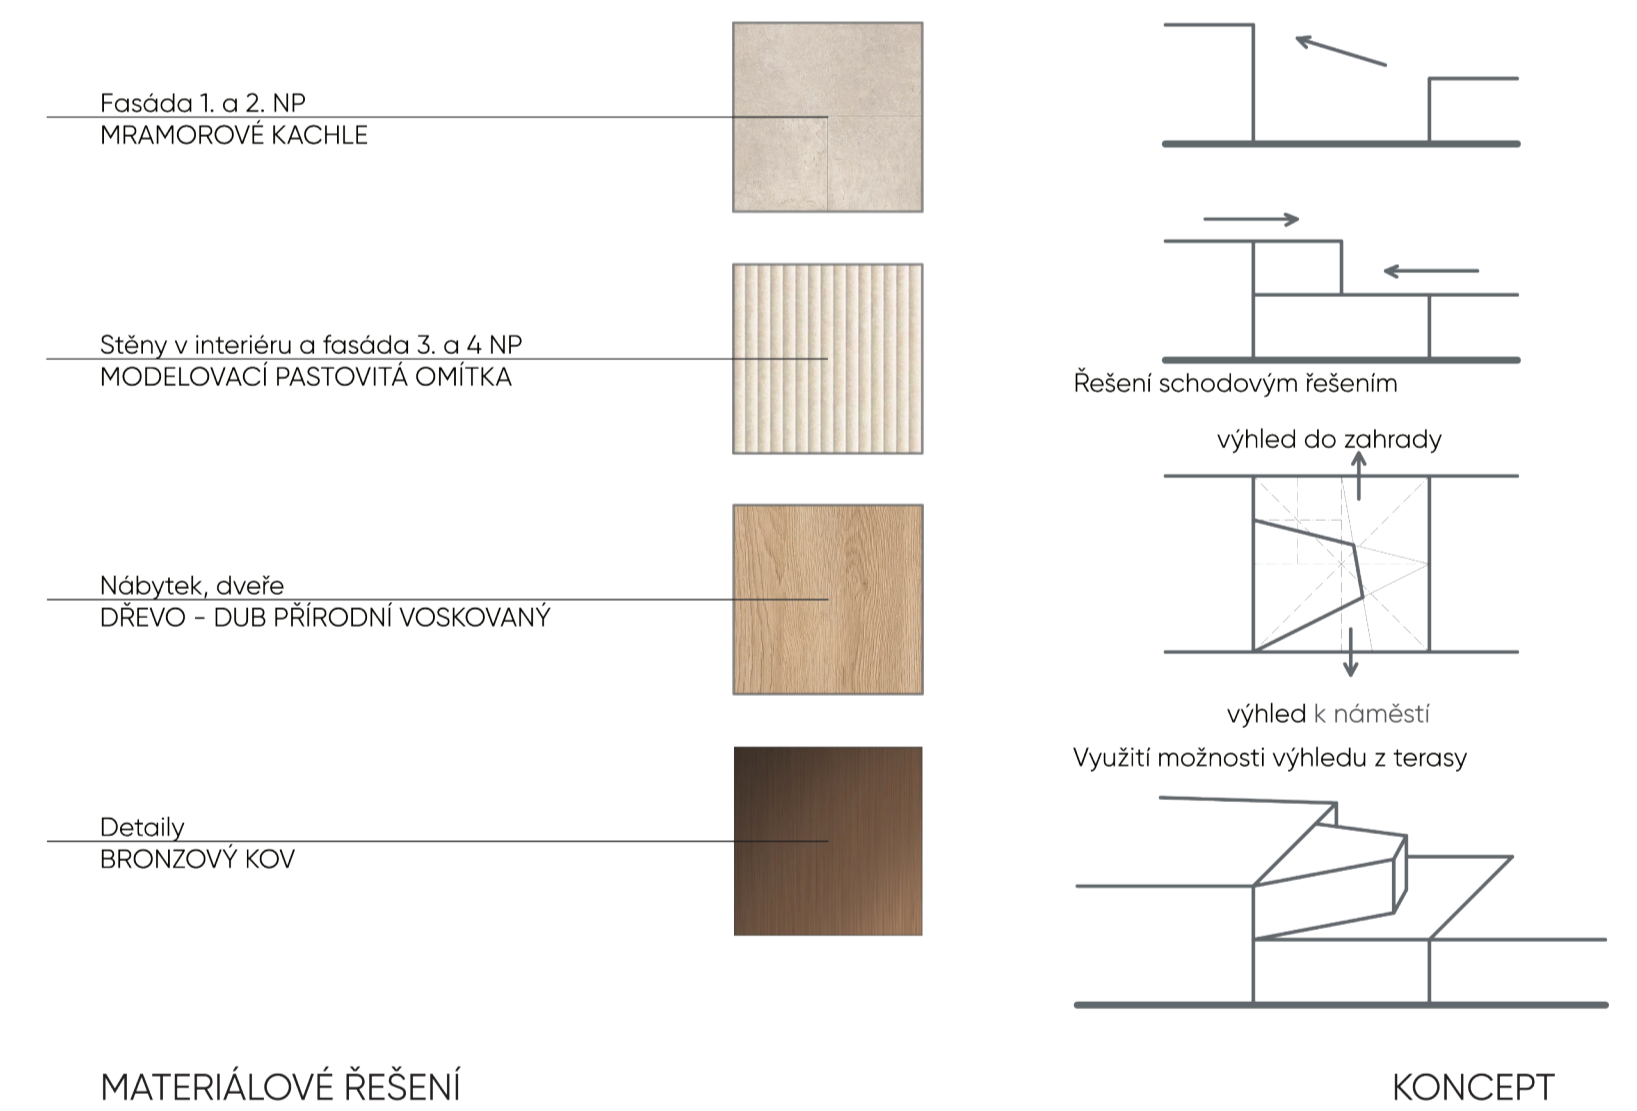 Fasáda 1. a 2. NP
MRAMOROVÉ KACHLE
Stěny v interiéru a fasáda 3. a 4 NP
MODELOVACÍ PASTOVITÁ OMÍTKA
Nábytek, dveře
DŘEVO - DUB PŘÍRODNÍ VOSKOVANÝ
Detaily
BRONZOVÝ KOV
MATERIÁLOVÉ ŘEŠENÍ
Řešení schodovým řešením
výhled do zahrady
výhled k náměstí
Využití možnosti výhledu z terasy
KONCEPT